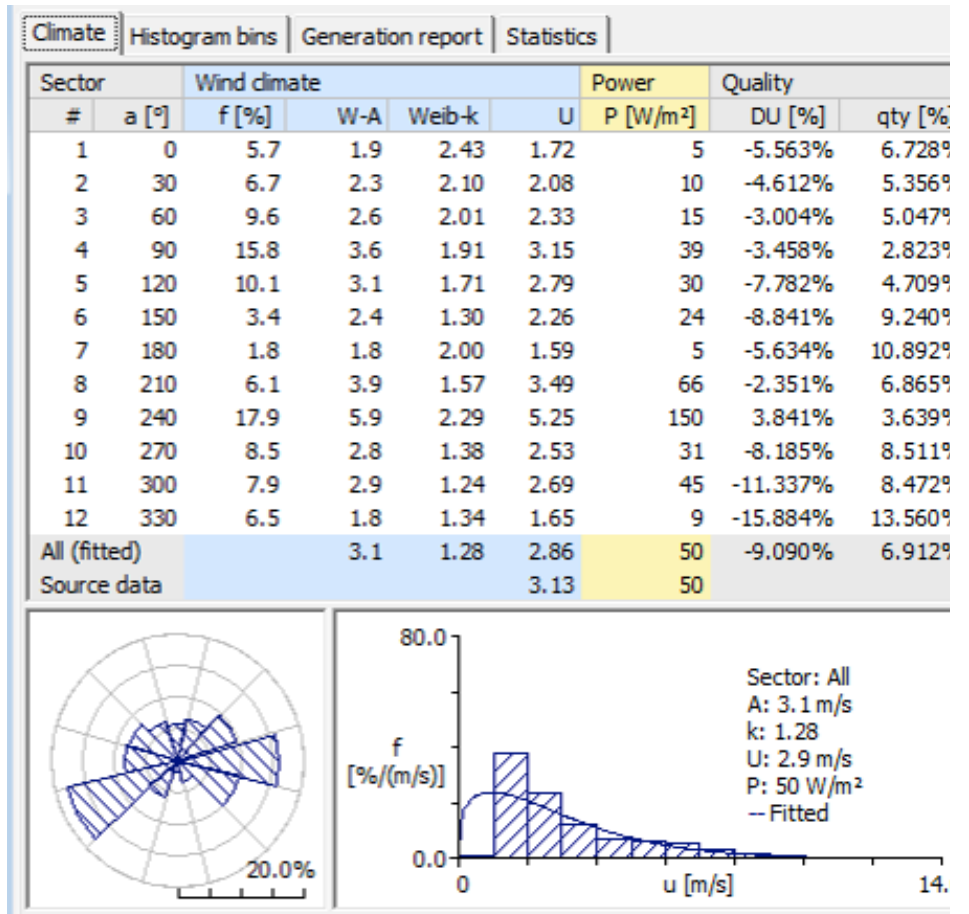 Climate Histogram bins Generation report Statistics
Sector Wind climate Power Quality
# a [°] f [%] W-A Weib-k U P [W/m²] DU [%] qty [%]
1 0 5.7 1.9 2.43 1.72 5 -5.563% 6.728%
2 30 6.7 2.3 2.10 2.08 10 -4.612% 5.356%
3 60 9.6 2.6 2.01 2.33 15 -3.004% 5.047%
4 90 15.8 3.6 1.91 3.15 39 -3.458% 2.823%
5 120 10.1 3.1 1.71 2.79 30 -7.782% 4.709%
6 150 3.4 2.4 1.30 2.26 24 -8.841% 9.240%
7 180 1.8 1.8 2.00 1.59 5 -5.634% 10.892%
8 210 6.1 3.9 1.57 3.49 66 -2.351% 6.865%
9 240 17.9 5.9 2.29 5.25 150 3.841% 3.639%
10 270 8.5 2.8 1.38 2.53 31 -8.185% 8.511%
11 300 7.9 2.9 1.24 2.69 45 -11.337% 8.472%
12 330 6.5 1.8 1.34 1.65 9 -15.884% 13.560%
All (fitted) 3.1 1.28 2.86 50 -9.090% 6.912%
Source data 3.13 50
20.0%
80.0
f
[%/(m/s)]
0.0
0 u [m/s] 14.
Sector: All
A: 3.1 m/s
k: 1.28
U: 2.9 m/s
P: 50 W/m²
-- Fitted